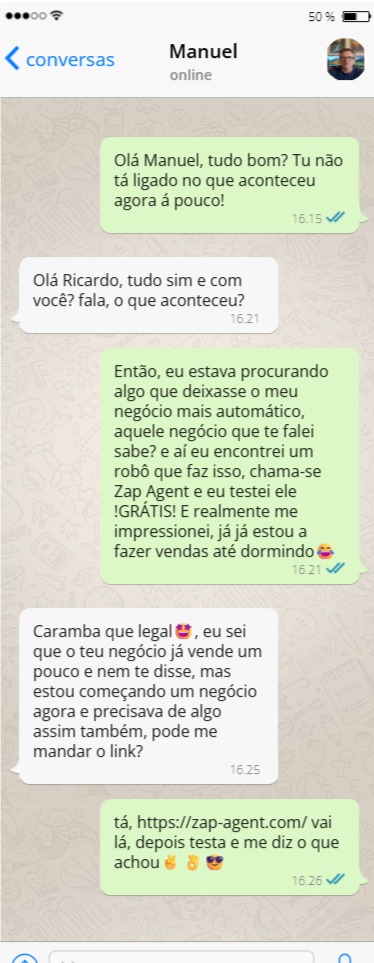 50 %
conversas
Manuel
online
Olá Manuel, tudo bom? Tu não
tá ligado no que aconteceu
agora á pouco!
16.15
Olá Ricardo, tudo sim e com
você? fala, o que aconteceu?
16.21
Então, eu estava procurando
algo que deixasse o meu
negócio mais automático,
aquele negócio que te falei
sabe? e aí eu encontrei um
robô que faz isso, chama-se
Zap Agent e eu testei ele
!GRÁTIS! E realmente me
impressionei, já já estou a
fazer vendas até dormindo😂
16.21
Caramba que legal🤩, eu sei
que o teu negócio já vende um
pouco e nem te disse, mas
estou começando um negócio
agora e precisava de algo
assim também, pode me
mandar o link?
16.25
tá, https://zap-agent.com/ vai
lá, depois testa e me diz o que
achou✌👌😎
16.26